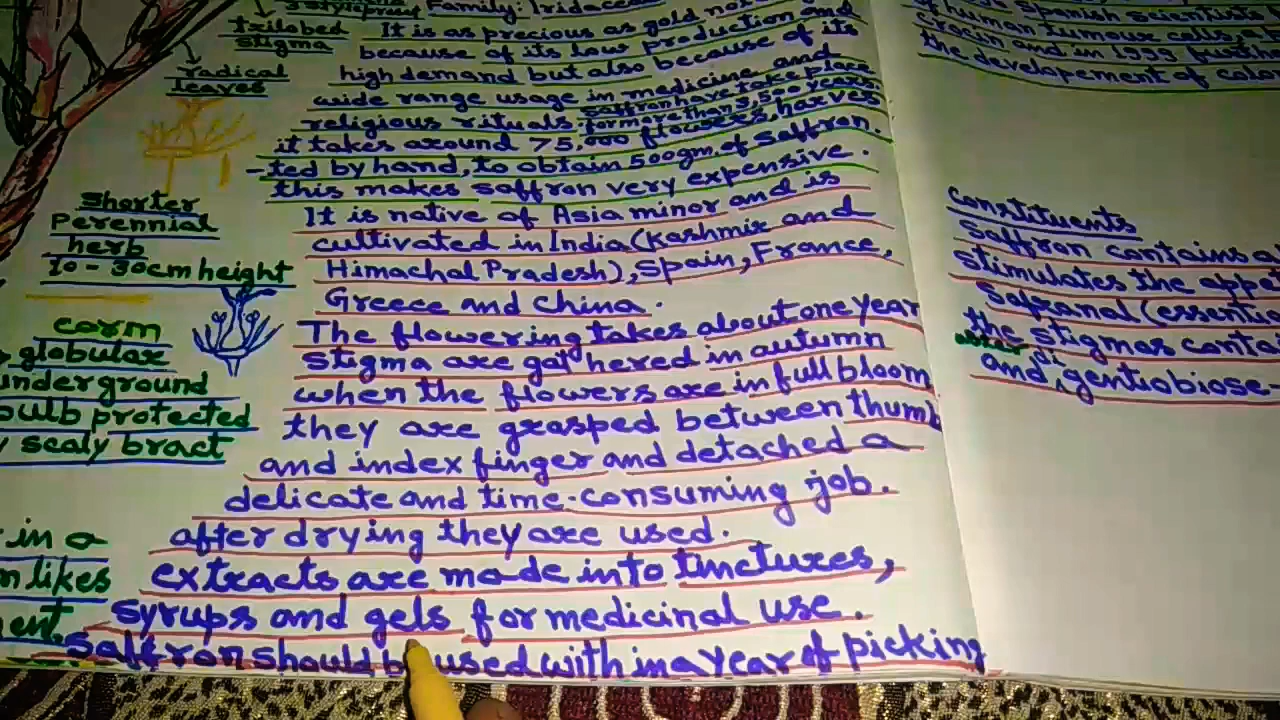 Family: Iridaceae
trilobed
stigma
radical
leaves
It is as precious as gold not
because of its low production and
high demand but also because of its
wide range usage in medicine and
religious rituals. saffron have take place
for more than 3,500 years
it takes around 75,000 flowers, harves
-ted by hand, to obtain 500gm. of saffron.
this makes saffron very expensive.
It is native of Asia minor and is
cultivated in India (Kashmir and
Himachal Pradesh), Spain, France,
Greece and China.
The flowering takes about one year
stigma are gathered in autumn
when the flowers are in full bloom
they are grasped between thumb
and index finger and detached a
delicate and time-consuming job.
after drying they are used.
extracts are made into tinctures,
syrups and gels for medicinal use.
Saffron should be used with in a year of picking
Shorter
Perennial
herb
10-30cm height
corm
globular
underground
bulb protected
scaly bract
in a
likes
Spanish scientists
of human tumour cells,
crocin and in 1993
the developement of
Constituents
Saffron contains a
stimulates the
Safranal (
the stigmas
and di gentiobiose-